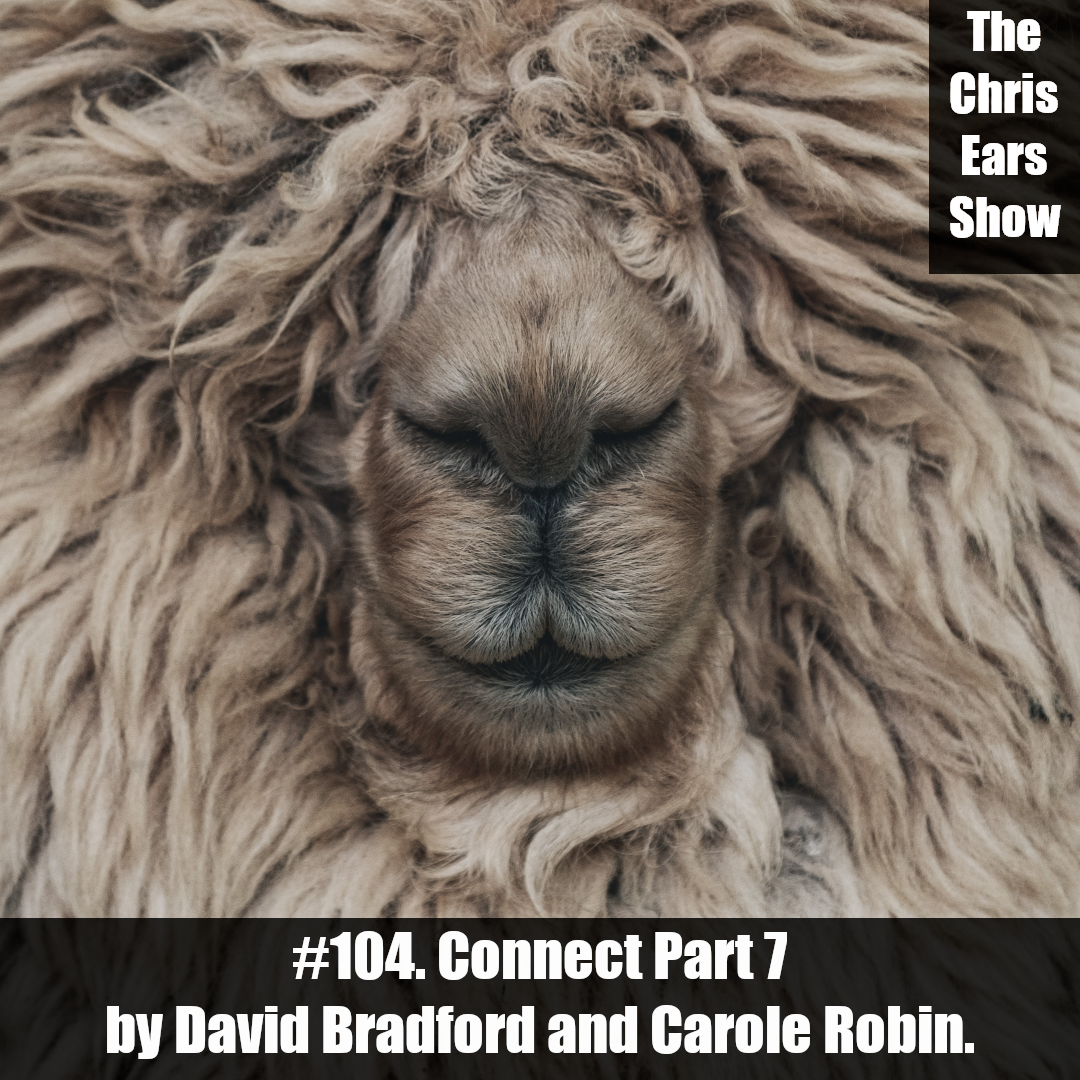 The
Chris
Ears
Show
#104. Connect Part 7
by David Bradford and Carole Robin.